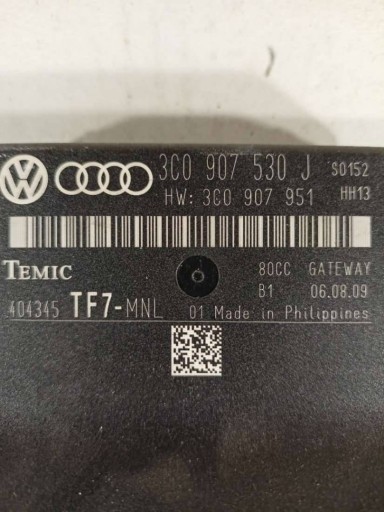 3C0 907 530 J S0152
HW: 3C0 907 951 HH13
TEMIC 80CC GATEWAY
B1 06.08.09
404345 TF7-MNL 01 Made in Philippines